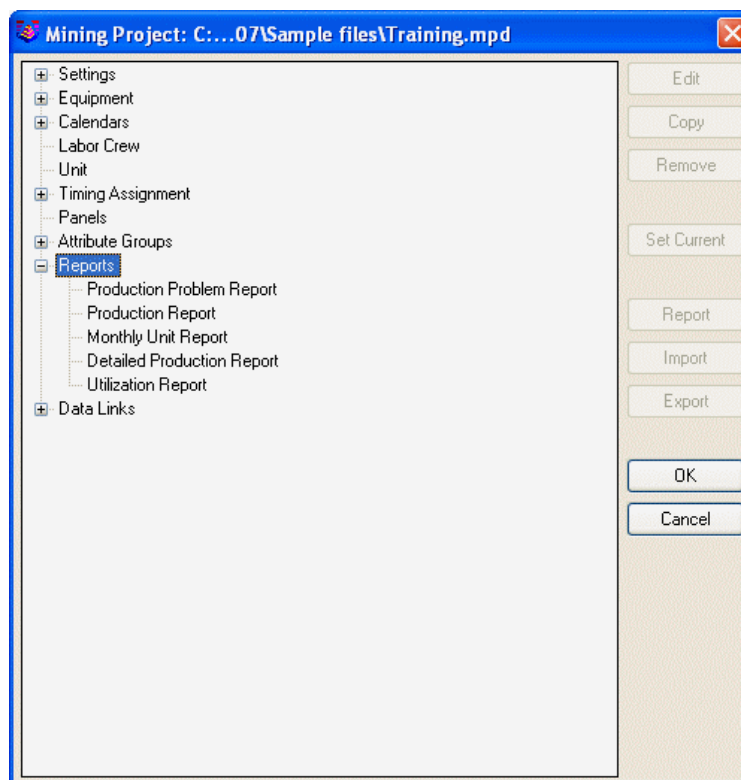 Mining Project: C:...07\Sample files\Training.mpd
Settings
Equipment
Calendars
Labor Crew
Unit
Timing Assignment
Panels
Attribute Groups
Reports
Production Problem Report
Production Report
Monthly Unit Report
Detailed Production Report
Utilization Report
Data Links
Edit
Copy
Remove
Set Current
Report
Import
Export
OK
Cancel